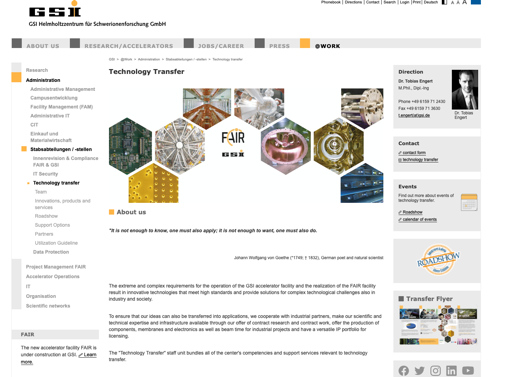 Phonebook | Directions | Contact | Search | Login | Print | Deutsch A A A
GSI
GSI Helmholtzzentrum für Schwerionenforschung GmbH
ABOUT US
RESEARCH/ACCELERATORS
JOBS/CAREER
PRESS
@WORK
GSI > @Work > Administration > Stabsabteilungen / -stellen > Technology transfer
Research
Administration
Administrative Management
Campusentwicklung
Facility Management (FAM)
Administrative IT
CIT
Einkauf und
Materialwirtschaft
Stabsabteilungen / -stellen
Innenrevision & Compliance
FAIR & GSI
IT Security
Technology transfer
Team
Innovations, products and
services
Roadshow
Support Options
Partners
Utilization Guideline
Data Protection
Project Management FAIR
Accelerator Operations
IT
Organisation
Scientific networks
FAIR
The new accelerator facility FAIR is
under construction at GSI. Learn
more.
Technology Transfer
FAIR
GSI
About us
"It is not enough to know, one must also apply; it is not enough to want, one must also do.
Johann Wolfgang von Goethe (*1749; † 1832), German poet and natural scientist
The extreme and complex requirements for the operation of the GSI accelerator facility and the realization of the FAIR facility
result in innovative technologies that meet high standards and provide solutions for complex technological challenges also in
industry and society.
To ensure that our ideas can also be transferred into applications, we cooperate with industrial partners, make our scientific and
technical expertise and infrastructure available through our offer of contract research and contract work, offer the production of
components, membranes and electronics as well as beam time for industrial projects and have a versatile IP portfolio for
licensing.
The "Technology Transfer" staff unit bundles all of the center's competencies and support services relevant to technology
transfer.
Direction
Dr. Tobias Engert
M.Phil., Dipl.-Ing
Phone +49 6159 71 2430
Fax +49 6159 71 3630
t.engert(at)gsi.de
Dr. Tobias
Engert
Contact
contact form
technology transfer
Events
Find out more about events of
technology transfer.
Roadshow
calendar of events
ROADSHOW
Transfer Flyer